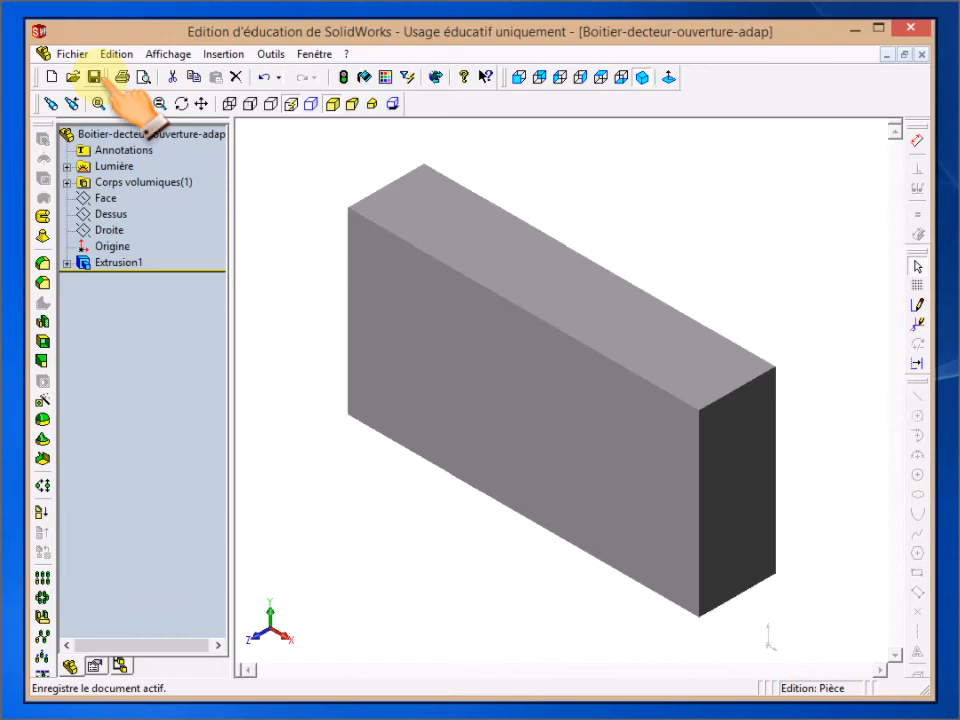 Edition d'éducation de SolidWorks - Usage éducatif uniquement - [Boitier-decteur-ouverture-adap]
Fichier Edition Affichage Insertion Outils Fenêtre ?
Boitier-decteur-ouverture-adap
Annotations
Lumière
Corps volumiques(1)
Face
Dessus
Droite
Origine
Extrusion1
Y
Z X
Enregistre le document actif.
Edition: Pièce